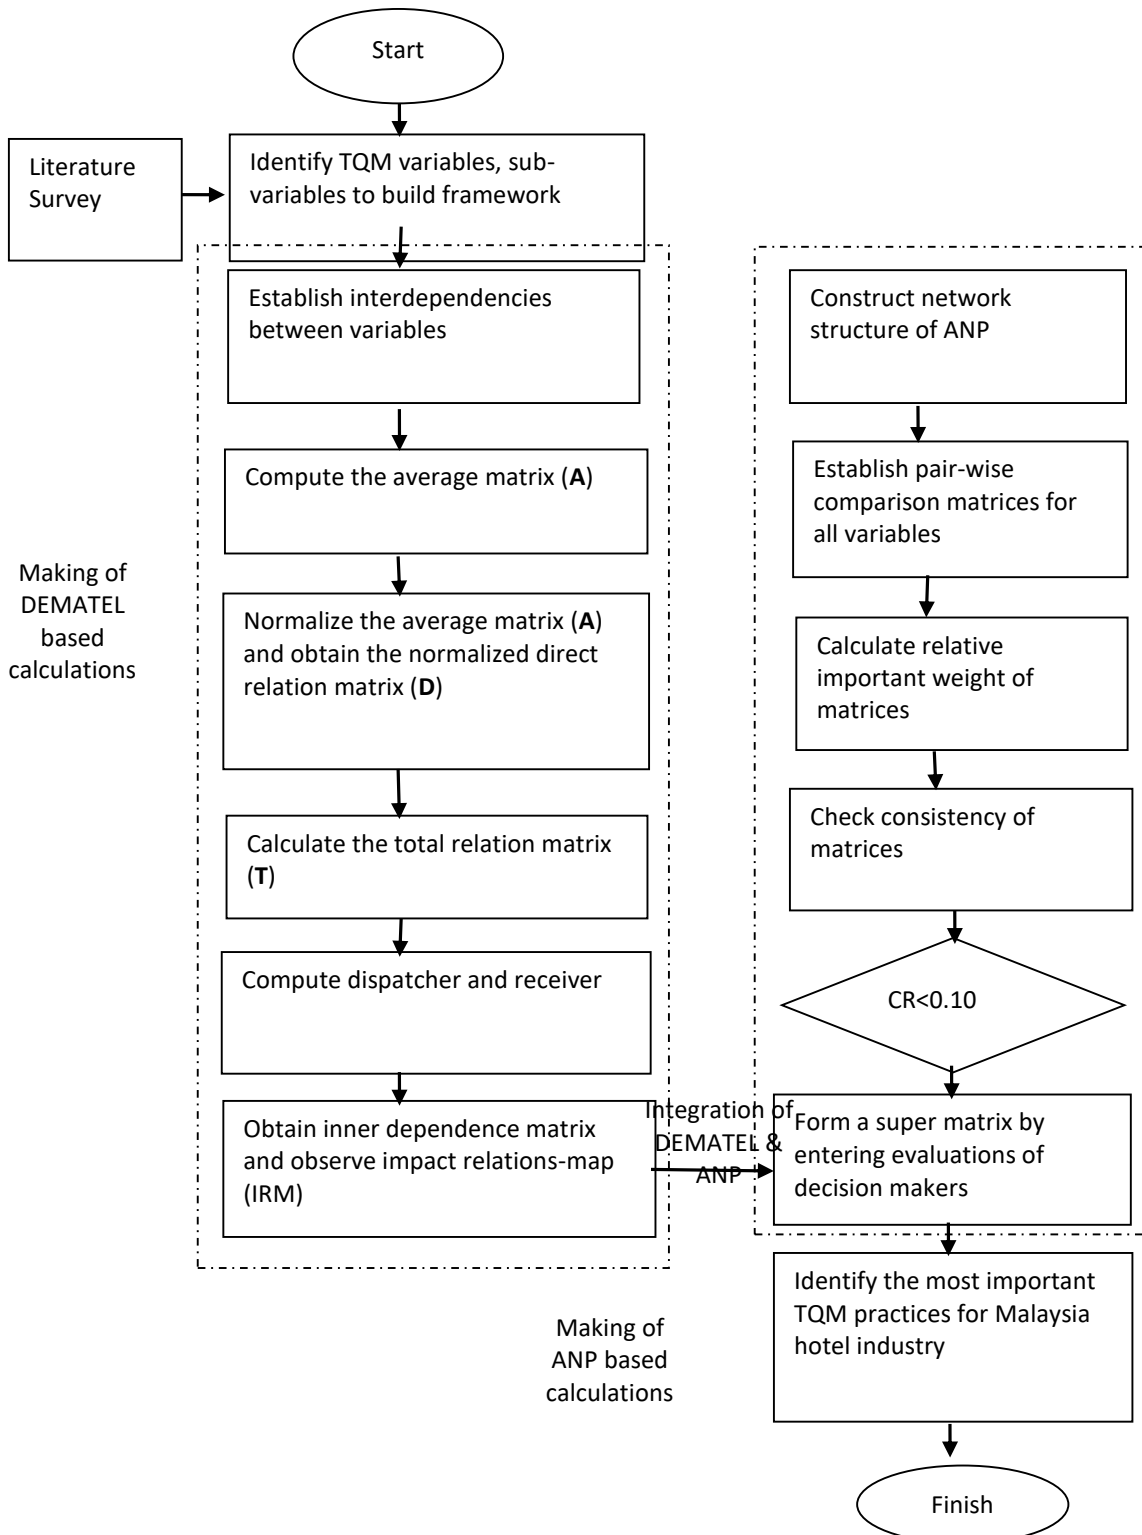 Start
Literature
Survey
Identify TQM variables, sub-
variables to build framework
Establish interdependencies
between variables
Compute the average matrix (A)
Making of
DEMATEL
based
calculations
Normalize the average matrix (A)
and obtain the normalized direct
relation matrix (D)
Calculate the total relation matrix
(T)
Compute dispatcher and receiver
Obtain inner dependence matrix
and observe impact relations-map
(IRM)
Integration of
DEMATEL &
ANP
Construct network
structure of ANP
Establish pair-wise
comparison matrices for
all variables
Calculate relative
important weight of
matrices
Check consistency of
matrices
CR<0.10
Form a super matrix by
entering evaluations of
decision makers
Making of
ANP based
calculations
Identify the most important
TQM practices for Malaysia
hotel industry
Finish